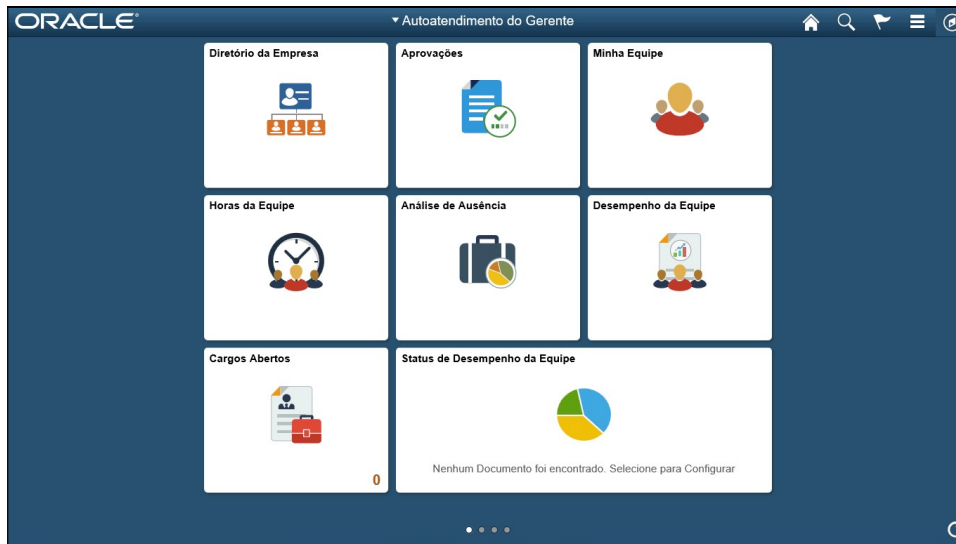 ORACLE
Autoatendimento do Gerente
Diretório da Empresa
Aprovações
Minha Equipe
Horas da Equipe
Análise de Ausência
Desempenho da Equipe
Cargos Abertos
0
Status de Desempenho da Equipe
Nenhum Documento foi encontrado. Selecione para Configurar